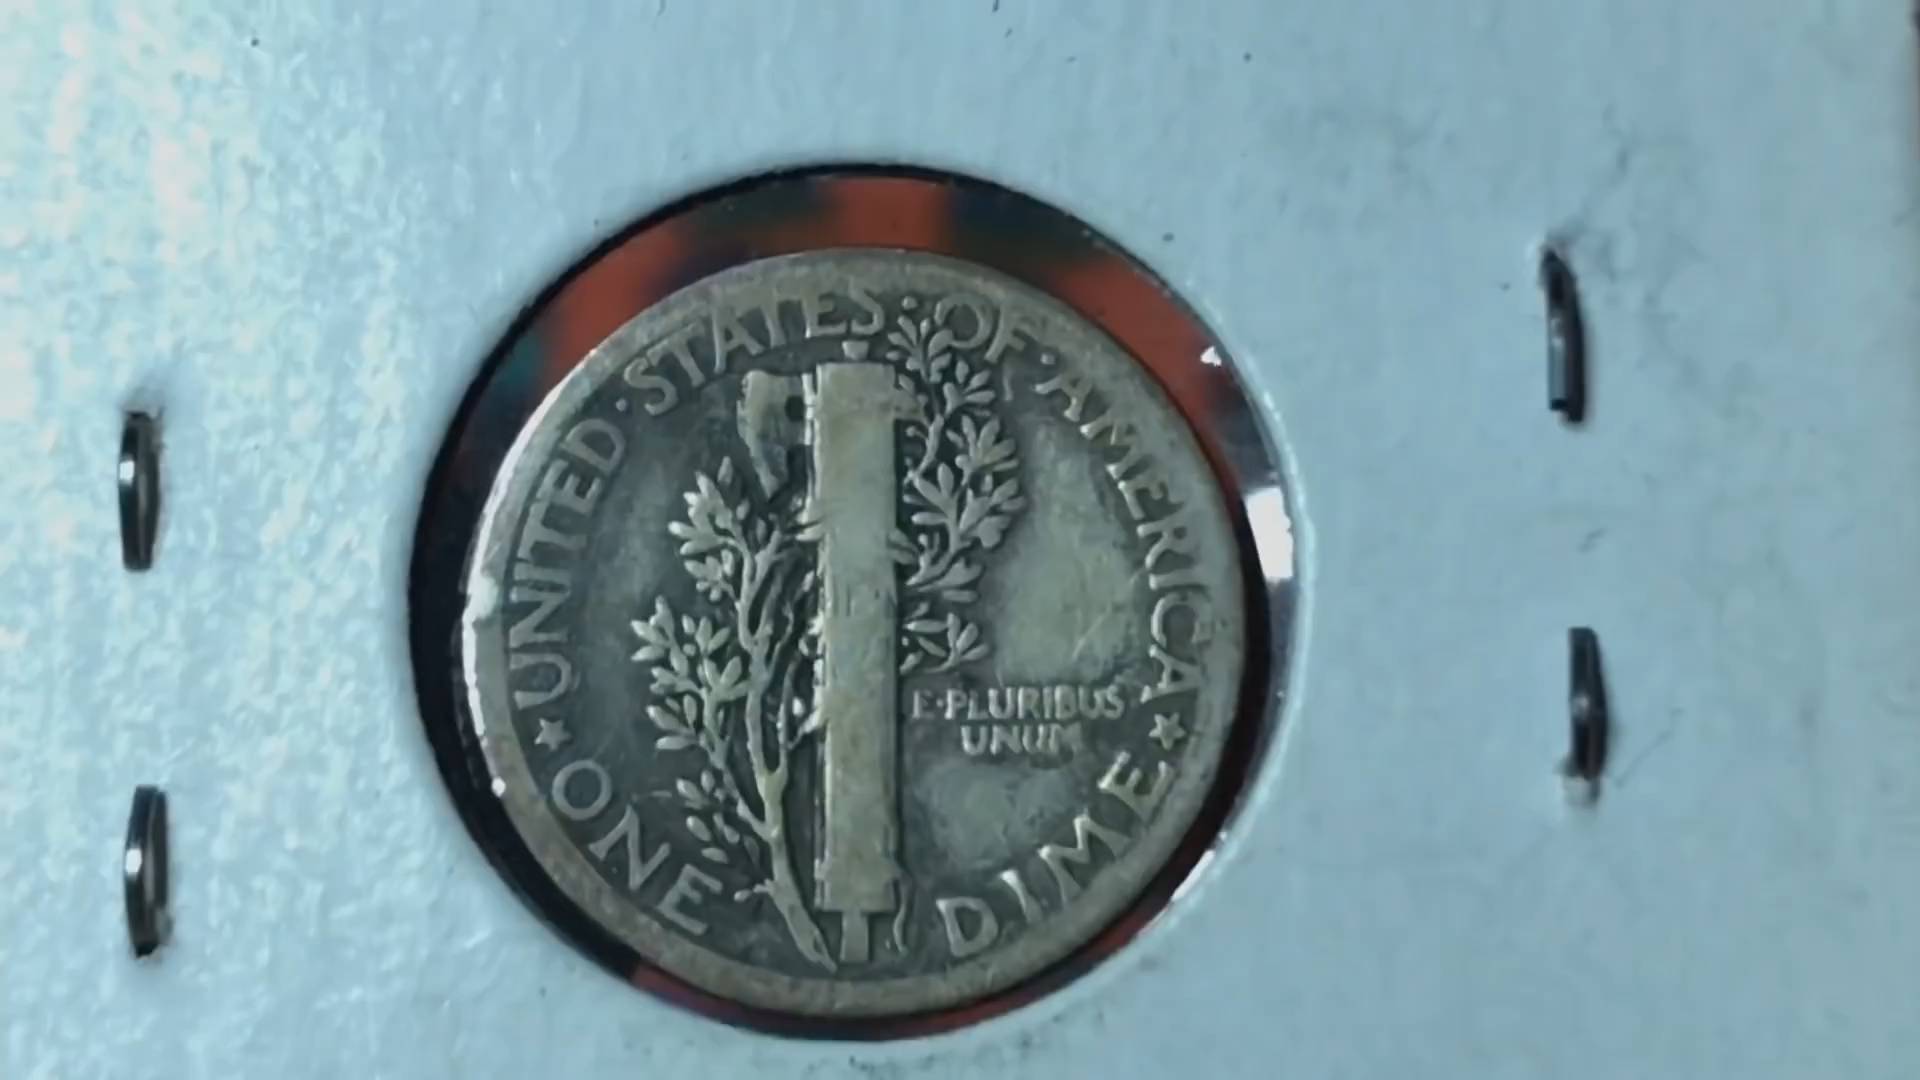 UNITED · STATES · OF · AMERICA
E · PLURIBUS
UNUM
ONE DIME